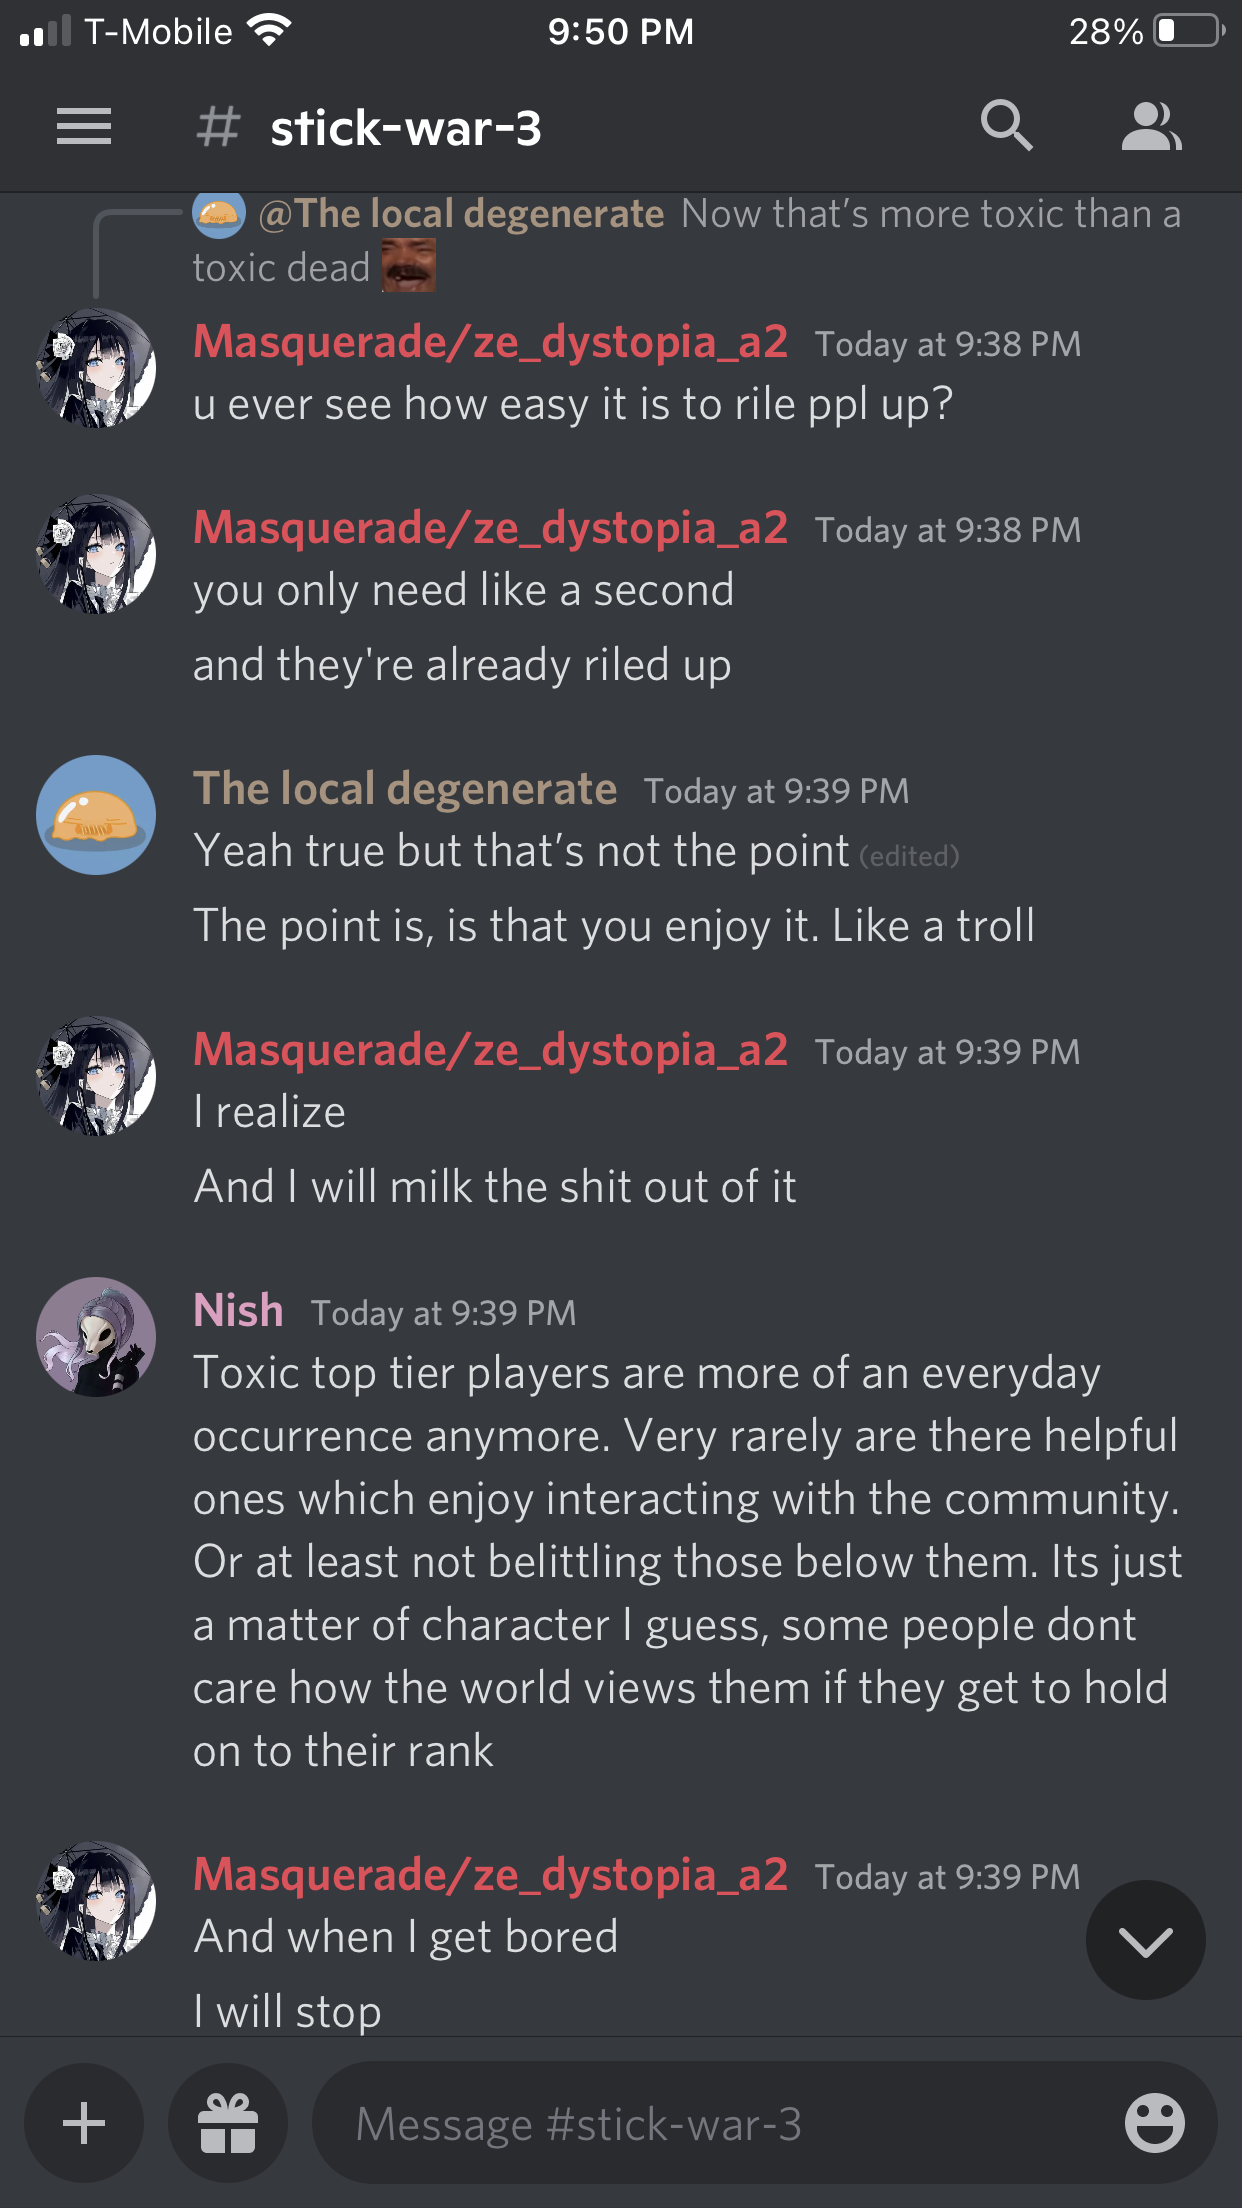 T-Mobile 9:50 PM 28%
# stick-war-3
@The local degenerate Now that’s more toxic than a
toxic dead
Masquerade/ze_dystopia_a2 Today at 9:38 PM
u ever see how easy it is to rile ppl up?
Masquerade/ze_dystopia_a2 Today at 9:38 PM
you only need like a second
and they're already riled up
The local degenerate Today at 9:39 PM
Yeah true but that’s not the point (edited)
The point is, is that you enjoy it. Like a troll
Masquerade/ze_dystopia_a2 Today at 9:39 PM
I realize
And I will milk the shit out of it
Nish Today at 9:39 PM
Toxic top tier players are more of an everyday
occurrence anymore. Very rarely are there helpful
ones which enjoy interacting with the community.
Or at least not belittling those below them. Its just
a matter of character I guess, some people dont
care how the world views them if they get to hold
on to their rank
Masquerade/ze_dystopia_a2 Today at 9:39 PM
And when I get bored
I will stop
Message #stick-war-3